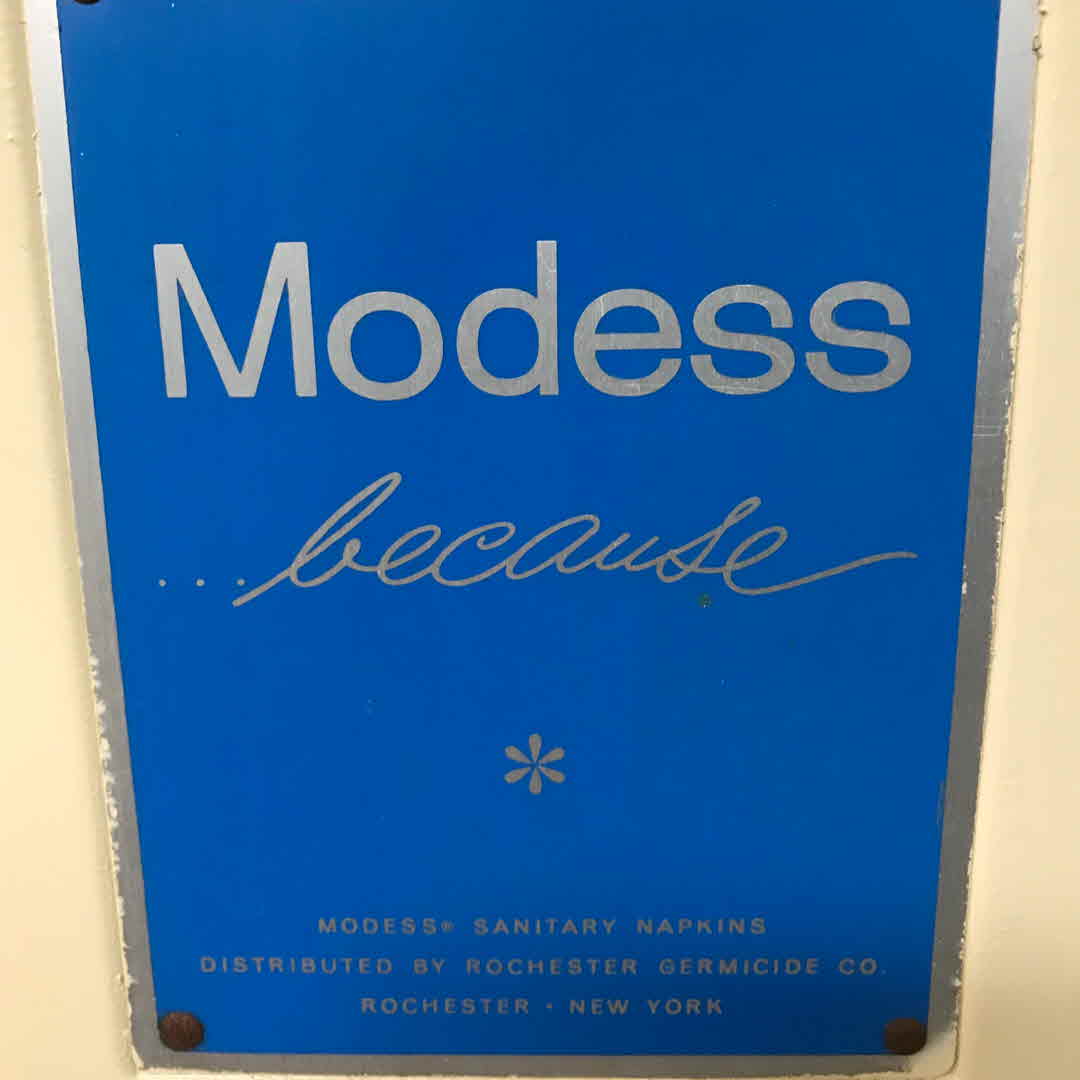 Modess
...because
*
MODESS® SANITARY NAPKINS
DISTRIBUTED BY ROCHESTER GERMICIDE CO.
ROCHESTER · NEW YORK